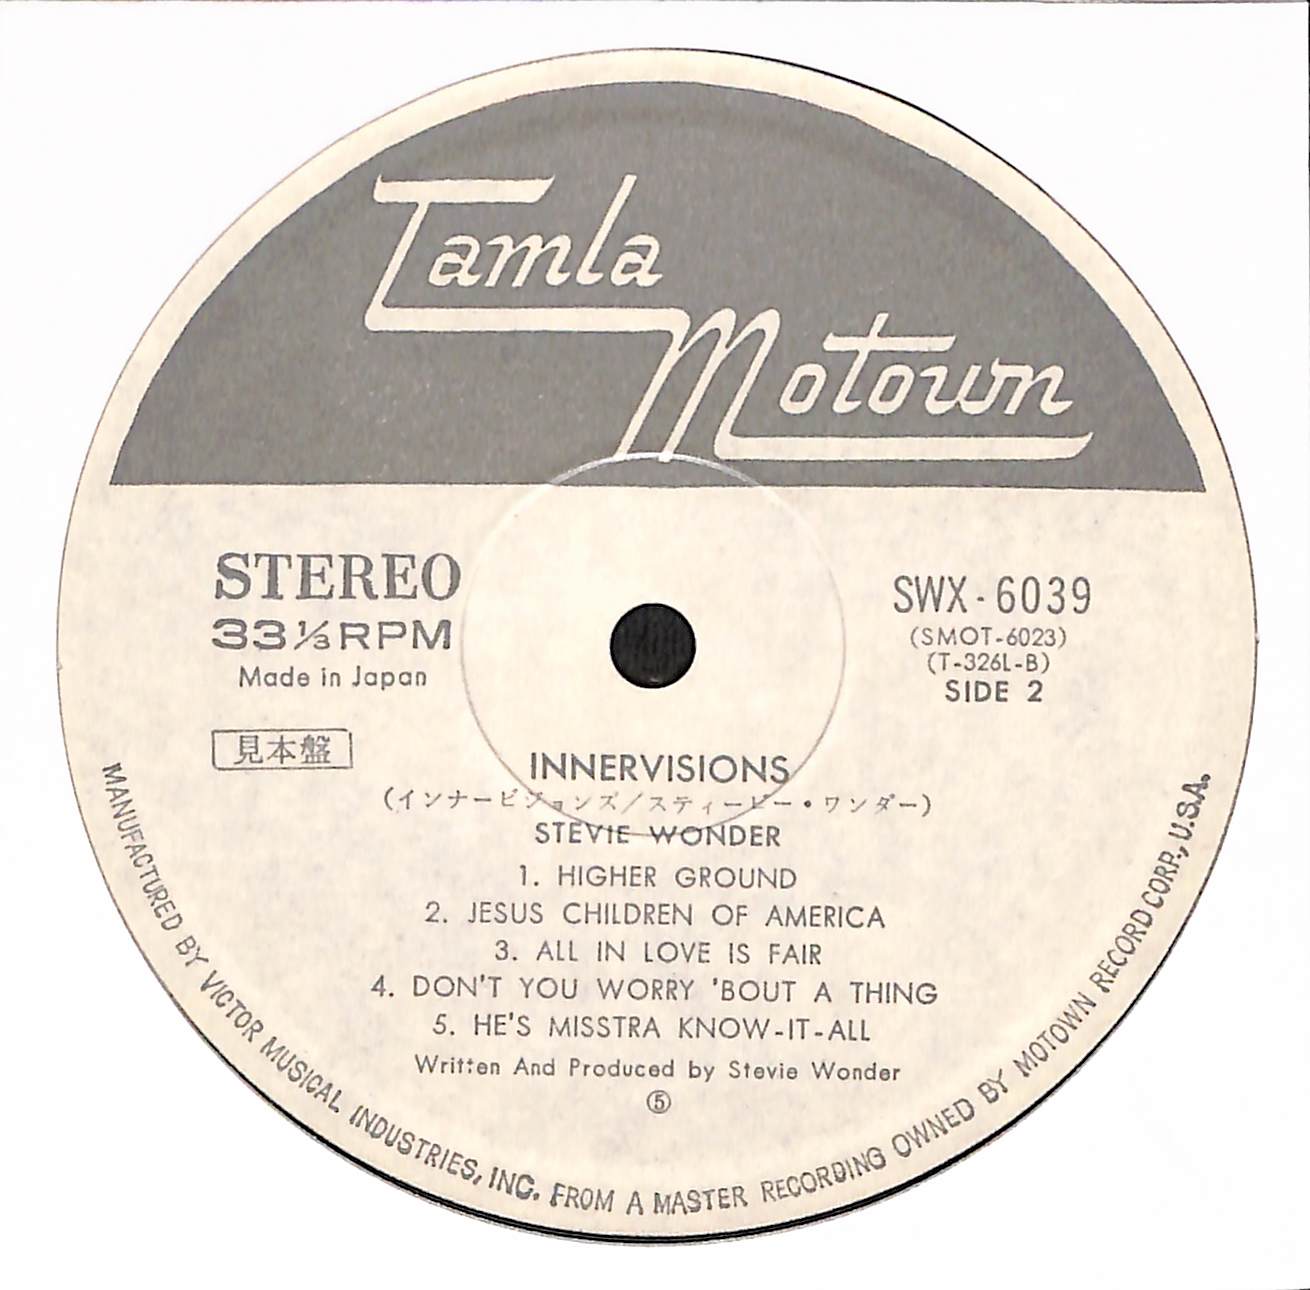 Tamla
Motown
STEREO
33 1/3 RPM
Made in Japan
見本盤
SWX-6039
(SMOT-6023)
(T-326L-B)
SIDE 2
INNERVISIONS
(インナービジョンズ/スティービー・ワンダー)
STEVIE WONDER
1. HIGHER GROUND
2. JESUS CHILDREN OF AMERICA
3. ALL IN LOVE IS FAIR
4. DON'T YOU WORRY 'BOUT A THING
5. HE'S MISSTRA KNOW-IT-ALL
Written And Produced by Stevie Wonder
⑤
MANUFACTURED BY VICTOR MUSICAL INDUSTRIES, INC. FROM A MASTER RECORDING OWNED BY MOTOWN RECORD CORP., U.S.A.